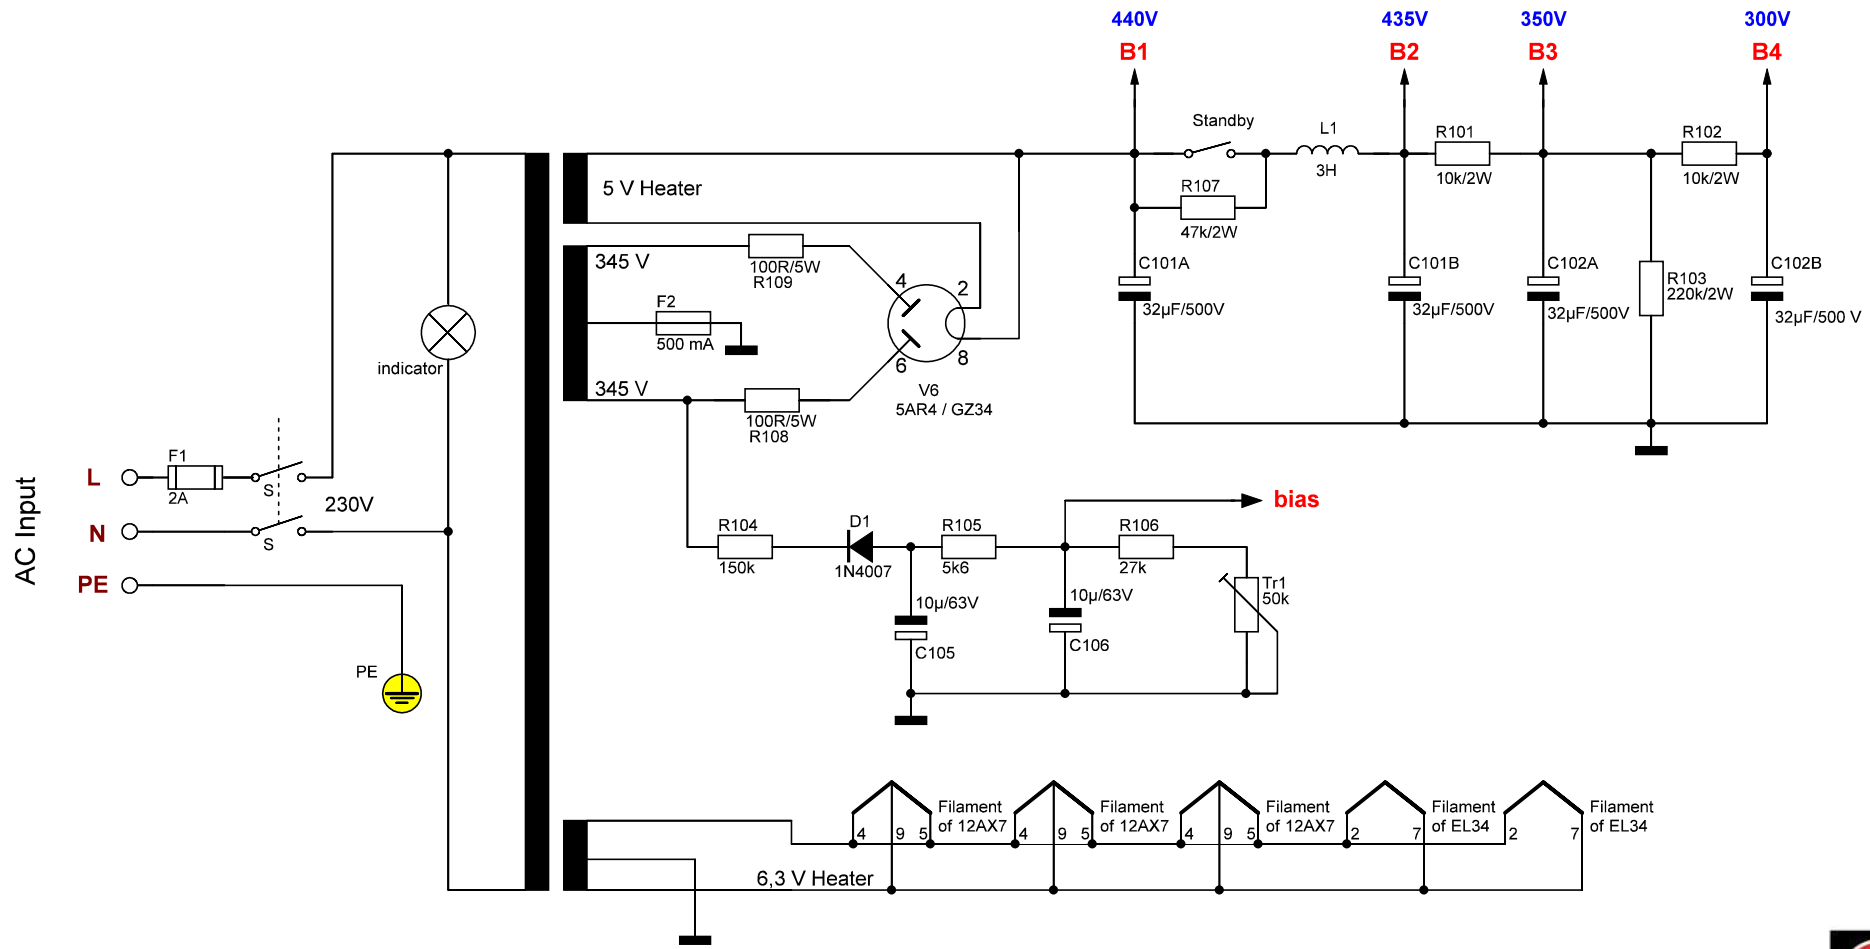 440V
435V
350V
300V
B1
B2
B3
B4
Standby
L1
3H
R101
10k/2W
R102
10k/2W
R107
47k/2W
5 V Heater
345 V
100R/5W
R109
F2
500 mA
345 V
100R/5W
R108
4
2
6
8
V6
5AR4 / GZ34
C101A
32µF/500V
C101B
32µF/500V
C102A
32µF/500V
R103
220k/2W
C102B
32µF/500 V
indicator
AC Input
L
F1
2A
S
230V
N
S
PE
PE
bias
R104
150k
D1
1N4007
R105
5k6
R106
27k
Tr1
50k
10µ/63V
C105
10µ/63V
C106
6,3 V Heater
4
9
5
Filament
of 12AX7
4
9
5
Filament
of 12AX7
4
9
5
Filament
of 12AX7
2
7
Filament
of EL34
2
7
Filament
of EL34